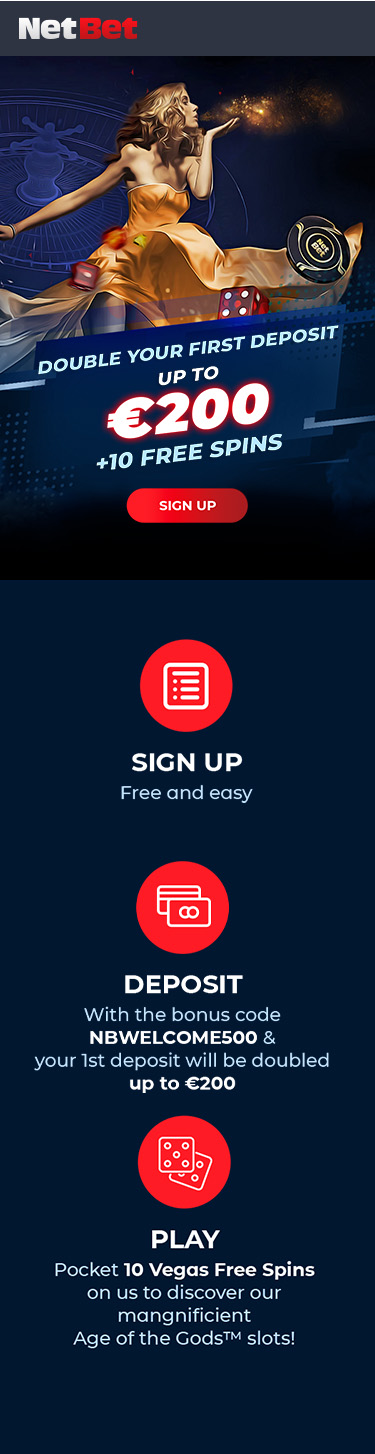 NetBet
Net
Bet
DOUBLE YOUR FIRST DEPOSIT
UP TO
€200
+10 FREE SPINS
SIGN UP
SIGN UP
Free and easy
DEPOSIT
With the bonus code
NBWELCOME500 &
your 1st deposit will be doubled
up to €200
PLAY
Pocket 10 Vegas Free Spins
on us to discover our
mangnificient
Age of the Gods™ slots!